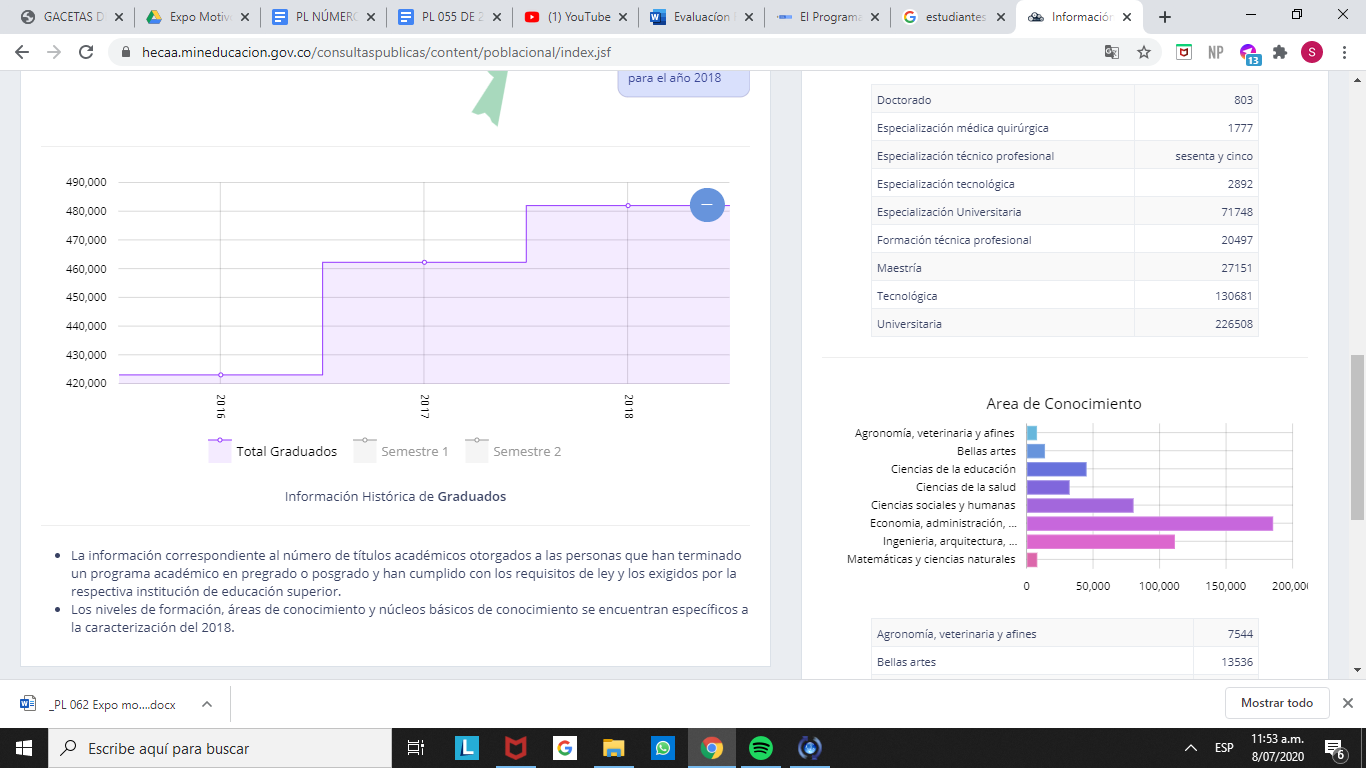 GACETAS D
Expo Motiv
PL NÚMERO
PL 055 DE 2
(1) YouTube
Evaluacíon
El Programa
estudiantes
Información
hecaa.mineducacion.gov.co/consultaspublicas/content/poblacional/index.jsf
NP
13
S
para el año 2018
490,000
480,000
470,000
460,000
450,000
440,000
430,000
420,000
2016
2017
2018
Total Graduados
Semestre 1
Semestre 2
Información Histórica de Graduados
La información correspondiente al número de títulos académicos otorgados a las personas que han terminado
un programa académico en pregrado o posgrado y han cumplido con los requisitos de ley y los exigidos por la
respectiva institución de educación superior.
Los niveles de formación, áreas de conocimiento y núcleos básicos de conocimiento se encuentran específicos a
la caracterización del 2018.
Doctorado 803
Especialización médica quirúrgica 1777
Especialización técnico profesional sesenta y cinco
Especialización tecnológica 2892
Especialización Universitaria 71748
Formación técnica profesional 20497
Maestría 27151
Tecnológica 130681
Universitaria 226508
Area de Conocimiento
Agronomía, veterinaria y afines
Bellas artes
Ciencias de la educación
Ciencias de la salud
Ciencias sociales y humanas
Economia, administración, ...
Ingenieria, arquitectura, ...
Matemáticas y ciencias naturales
0 50,000 100,000 150,000 200,00
Agronomía, veterinaria y afines 7544
Bellas artes 13536
_PL 062 Expo mo....docx
Mostrar todo
Escribe aquí para buscar
L
ESP
11:53 a.m.
8/07/2020
6